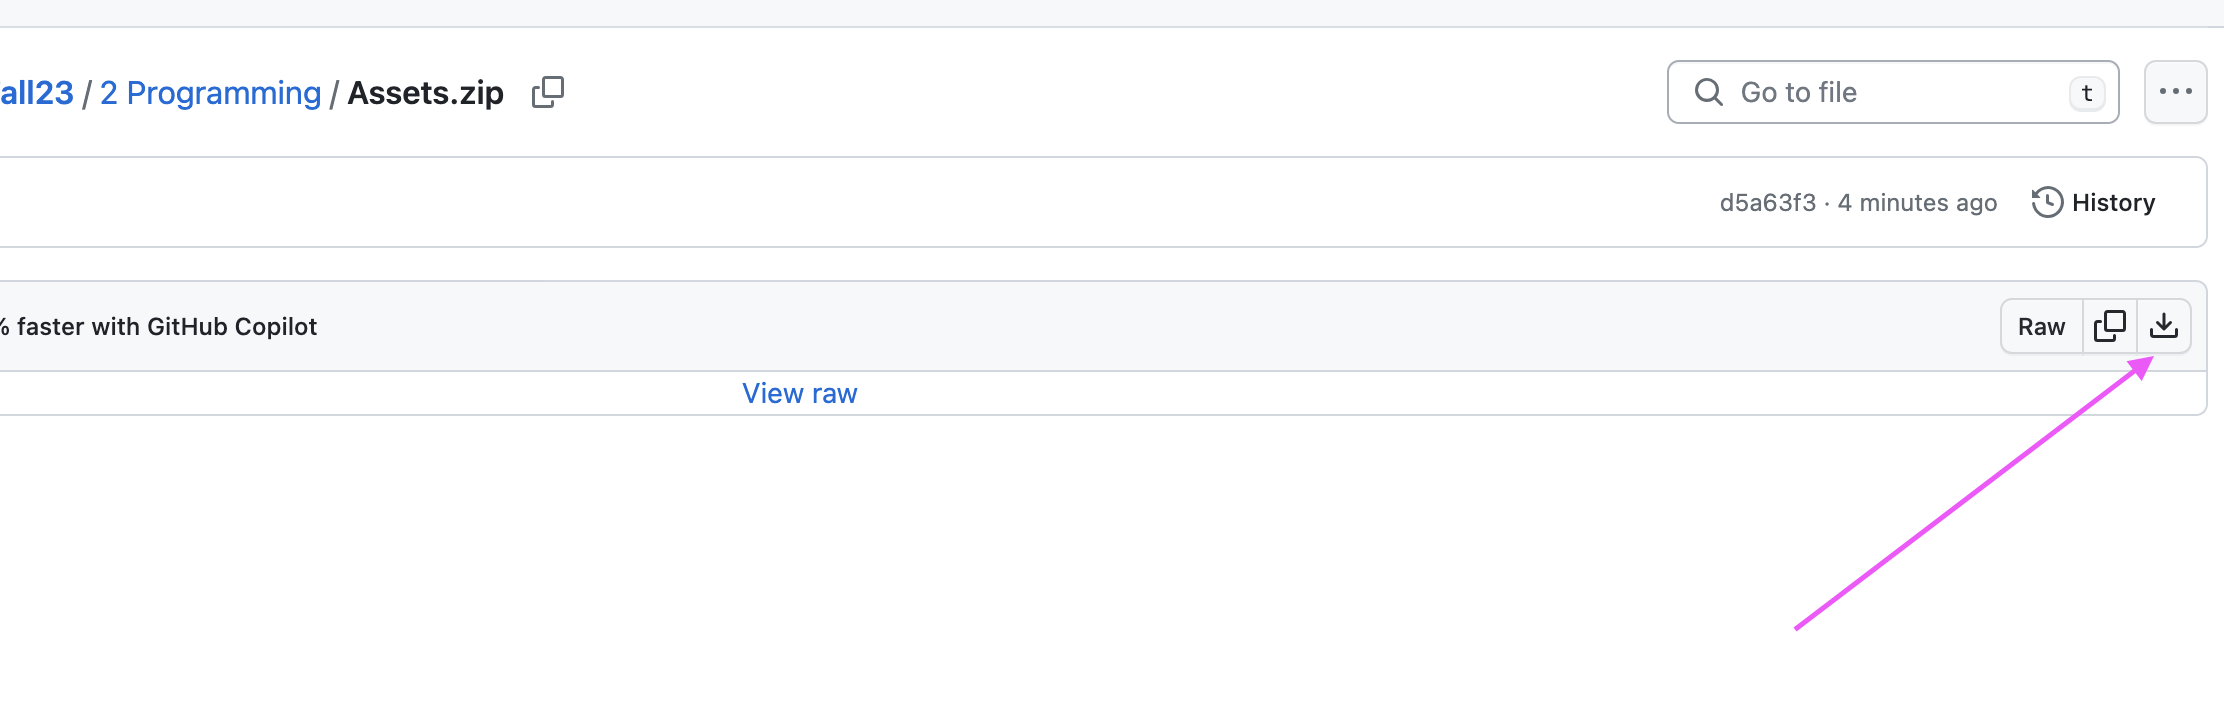 all23 / 2 Programming / Assets.zip
Go to file t
d5a63f3 · 4 minutes ago History
% faster with GitHub Copilot
Raw
View raw